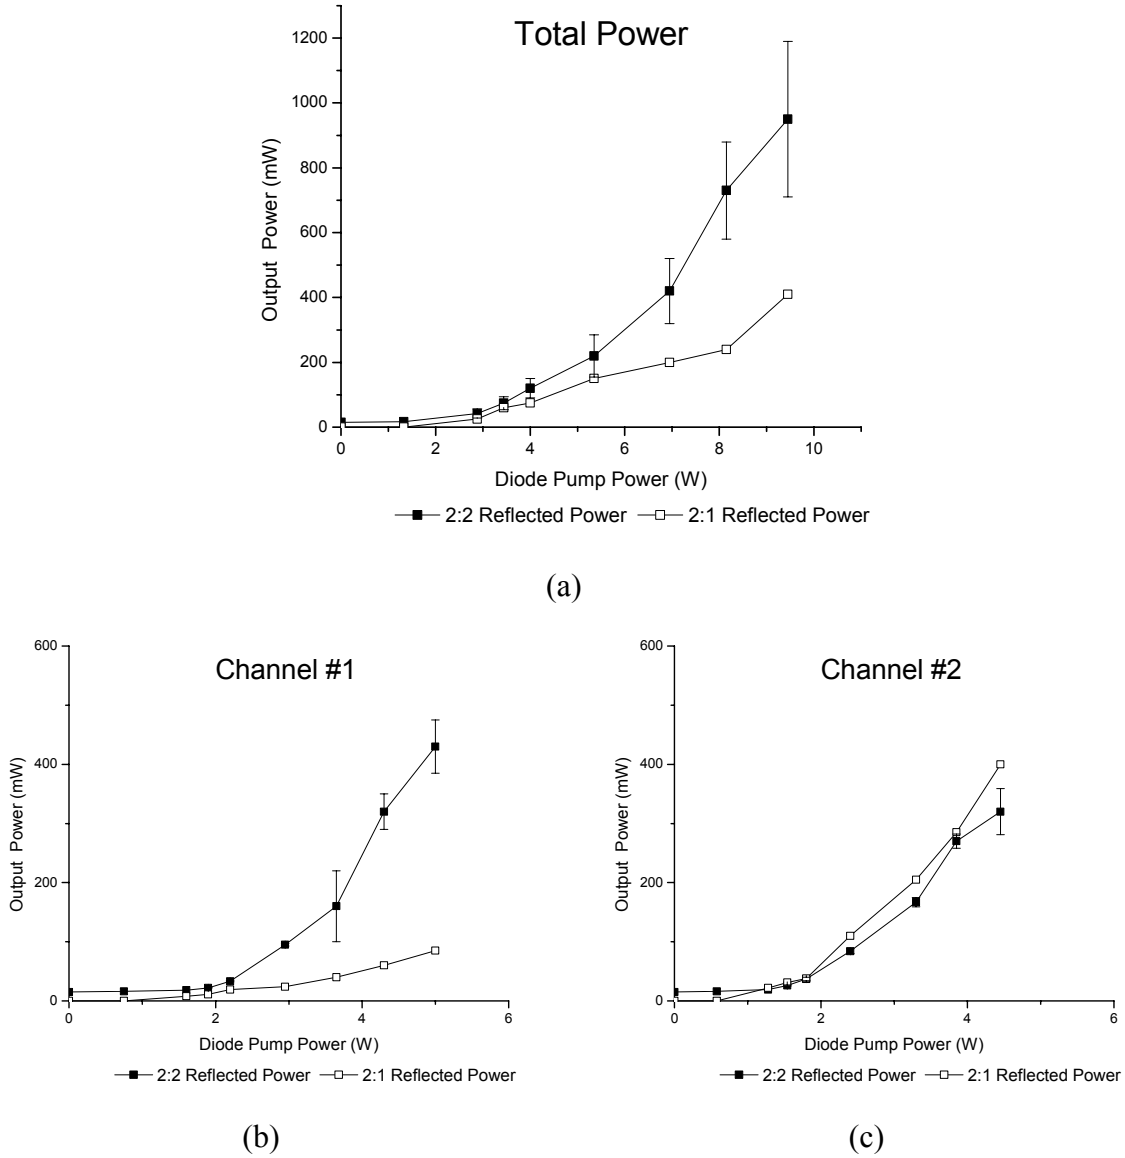 Total Power
1200
1000
800
600
400
200
0
Output Power (mW)
0 2 4 6 8 10
Diode Pump Power (W)
2:2 Reflected Power 2:1 Reflected Power
(a)
Channel #1
600
400
200
0
Output Power (mW)
0 2 4 6
Diode Pump Power (W)
2:2 Reflected Power 2:1 Reflected Power
(b)
Channel #2
600
400
200
0
Output Power (mW)
0 2 4 6
Diode Pump Power (W)
2:2 Reflected Power 2:1 Reflected Power
(c)